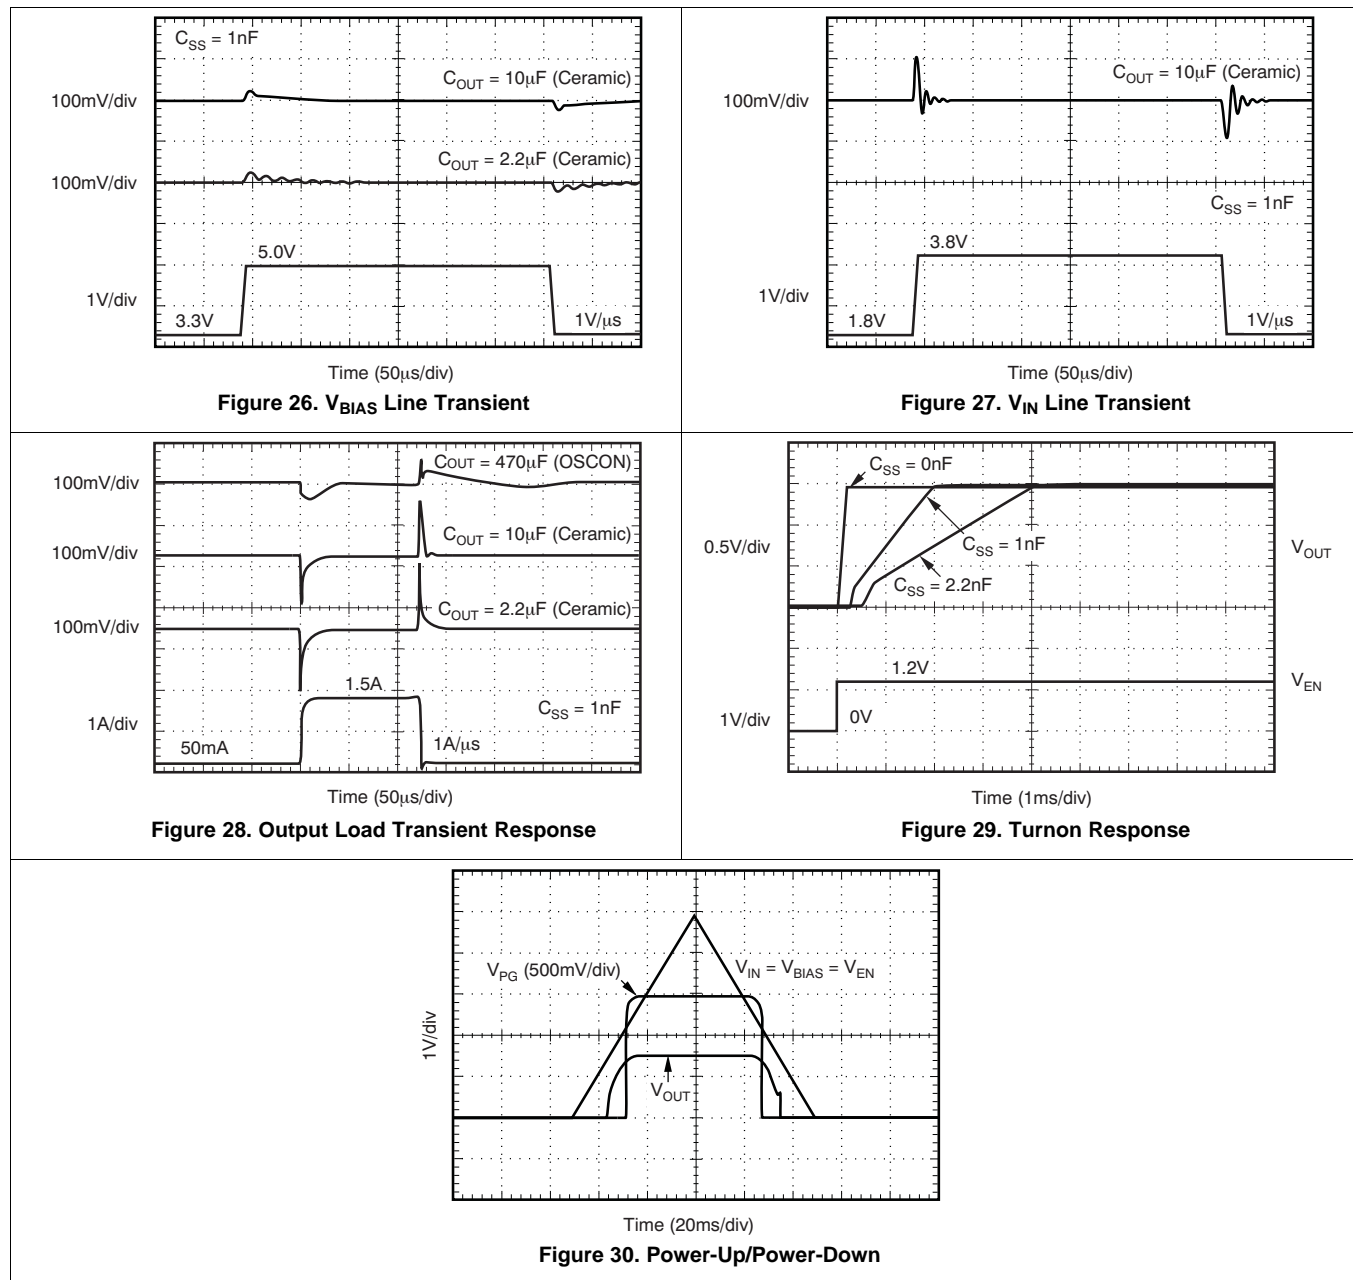 C_SS = 1nF
C_OUT = 10μF (Ceramic)
100mV/div
C_OUT = 2.2μF (Ceramic)
100mV/div
5.0V
1V/div
3.3V
1V/μs
Time (50μs/div)
Figure 26. V_BIAS Line Transient
C_OUT = 10μF (Ceramic)
100mV/div
C_SS = 1nF
3.8V
1V/div
1.8V
1V/μs
Time (50μs/div)
Figure 27. V_IN Line Transient
C_OUT = 470μF (OSCON)
100mV/div
C_OUT = 10μF (Ceramic)
100mV/div
C_OUT = 2.2μF (Ceramic)
100mV/div
1.5A
C_SS = 1nF
1A/div
50mA
1A/μs
Time (50μs/div)
Figure 28. Output Load Transient Response
C_SS = 0nF
0.5V/div
C_SS = 1nF
V_OUT
C_SS = 2.2nF
1.2V
V_EN
1V/div
0V
Time (1ms/div)
Figure 29. Turnon Response
V_PG (500mV/div)
V_IN = V_BIAS = V_EN
1V/div
V_OUT
Time (20ms/div)
Figure 30. Power-Up/Power-Down